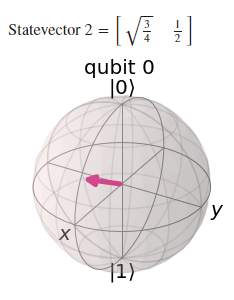 Statevector 2 = [ √(3/4) 1/2 ]
qubit 0
|0⟩
x
y
|1⟩